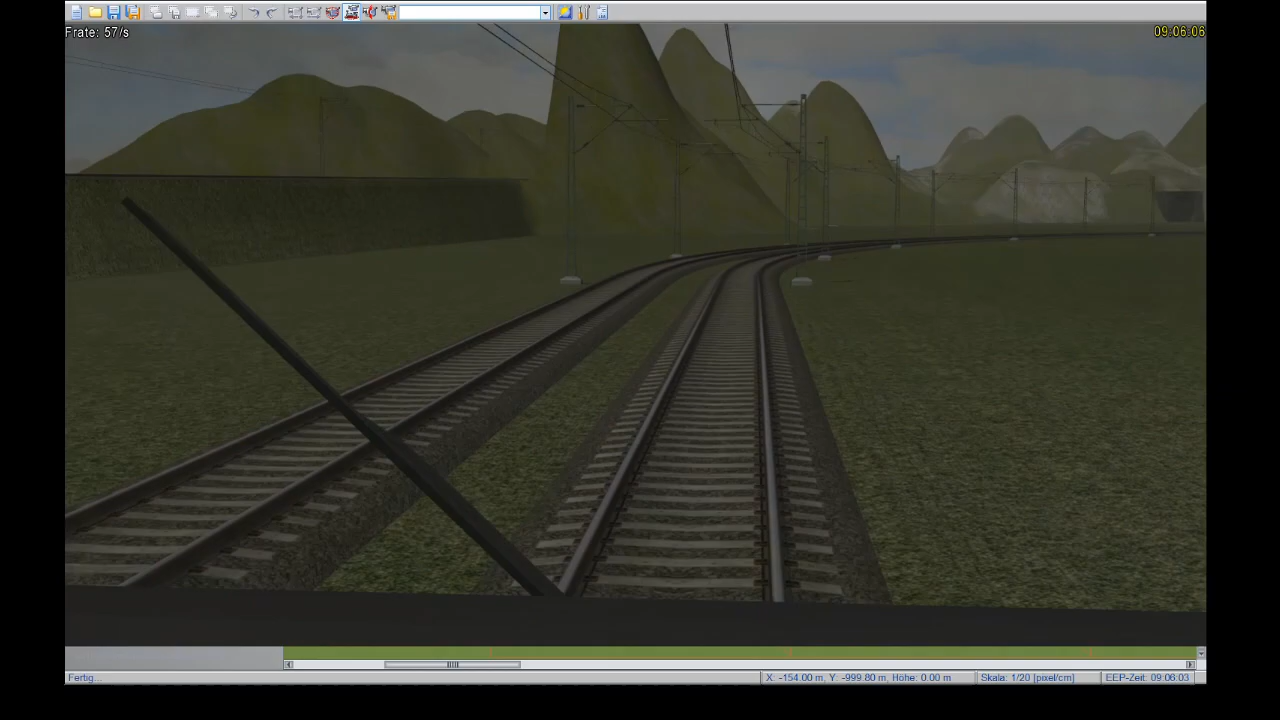 Frate: 57/s
09:06:06
Fertig...
X: -154.00 m, Y: -999.80 m, Höhe: 0.00 m
Skala: 1/20 [pixel/cm]
EEP-Zeit: 09:06:03